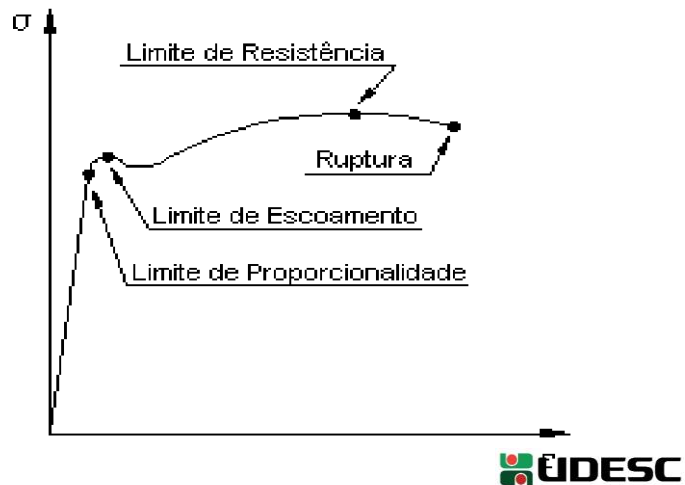 σ
Limite de Resistência
Ruptura
Limite de Escoamento
Limite de Proporcionalidade
UDESC